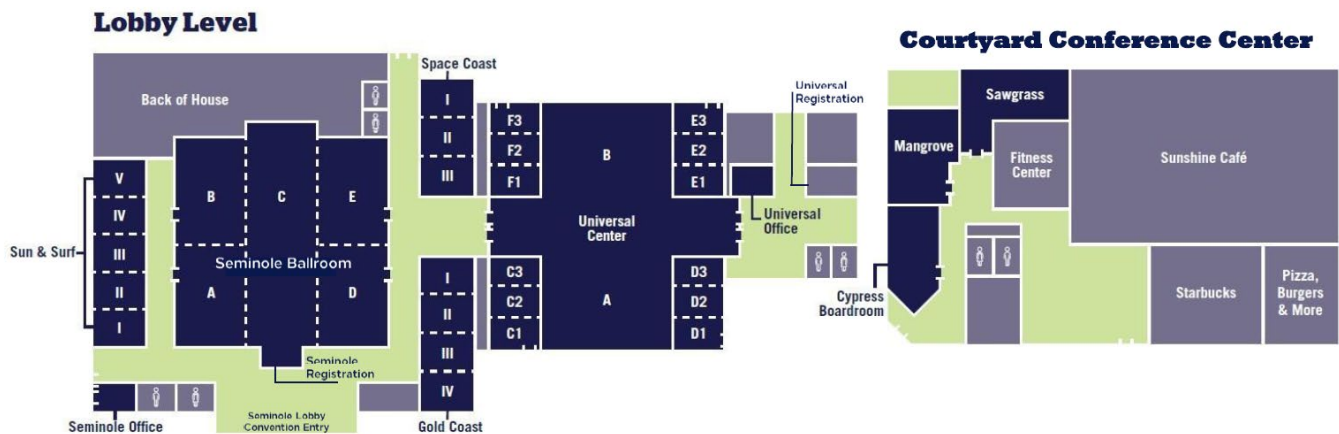 Lobby Level
Courtyard Conference Center
Space Coast
Back of House
I
II
III
F3
F2
F1
B
E3
E2
E1
Universal
Registration
Universal
Office
Sawgrass
Mangrove
Fitness
Center
Sunshine Café
V
IV
III
II
I
Sun & Surf
B
C
E
Seminole Ballroom
A
D
Universal
Center
I
II
III
IV
C3
C2
C1
A
D3
D2
D1
Cypress
Boardroom
Starbucks
Pizza,
Burgers
& More
Seminole
Registration
Seminole Office
Seminole Lobby
Convention Entry
Gold Coast